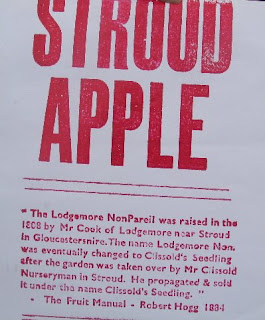 STROUD
APPLE
" The Lodgemore NonPareil was raised in the
1808 by Mr Cook of Lodgemore near Stroud
in Gloucestersnire. The name Lodgemore Non.
was eventually changed to Clissold's Seedling
after the garden was taken over by Mr Clissold
Nurseryman in Stroud. He propagated & sold
it under the name Clissold's Seedling. "
- The Fruit Manual - Robert Hogg 1884